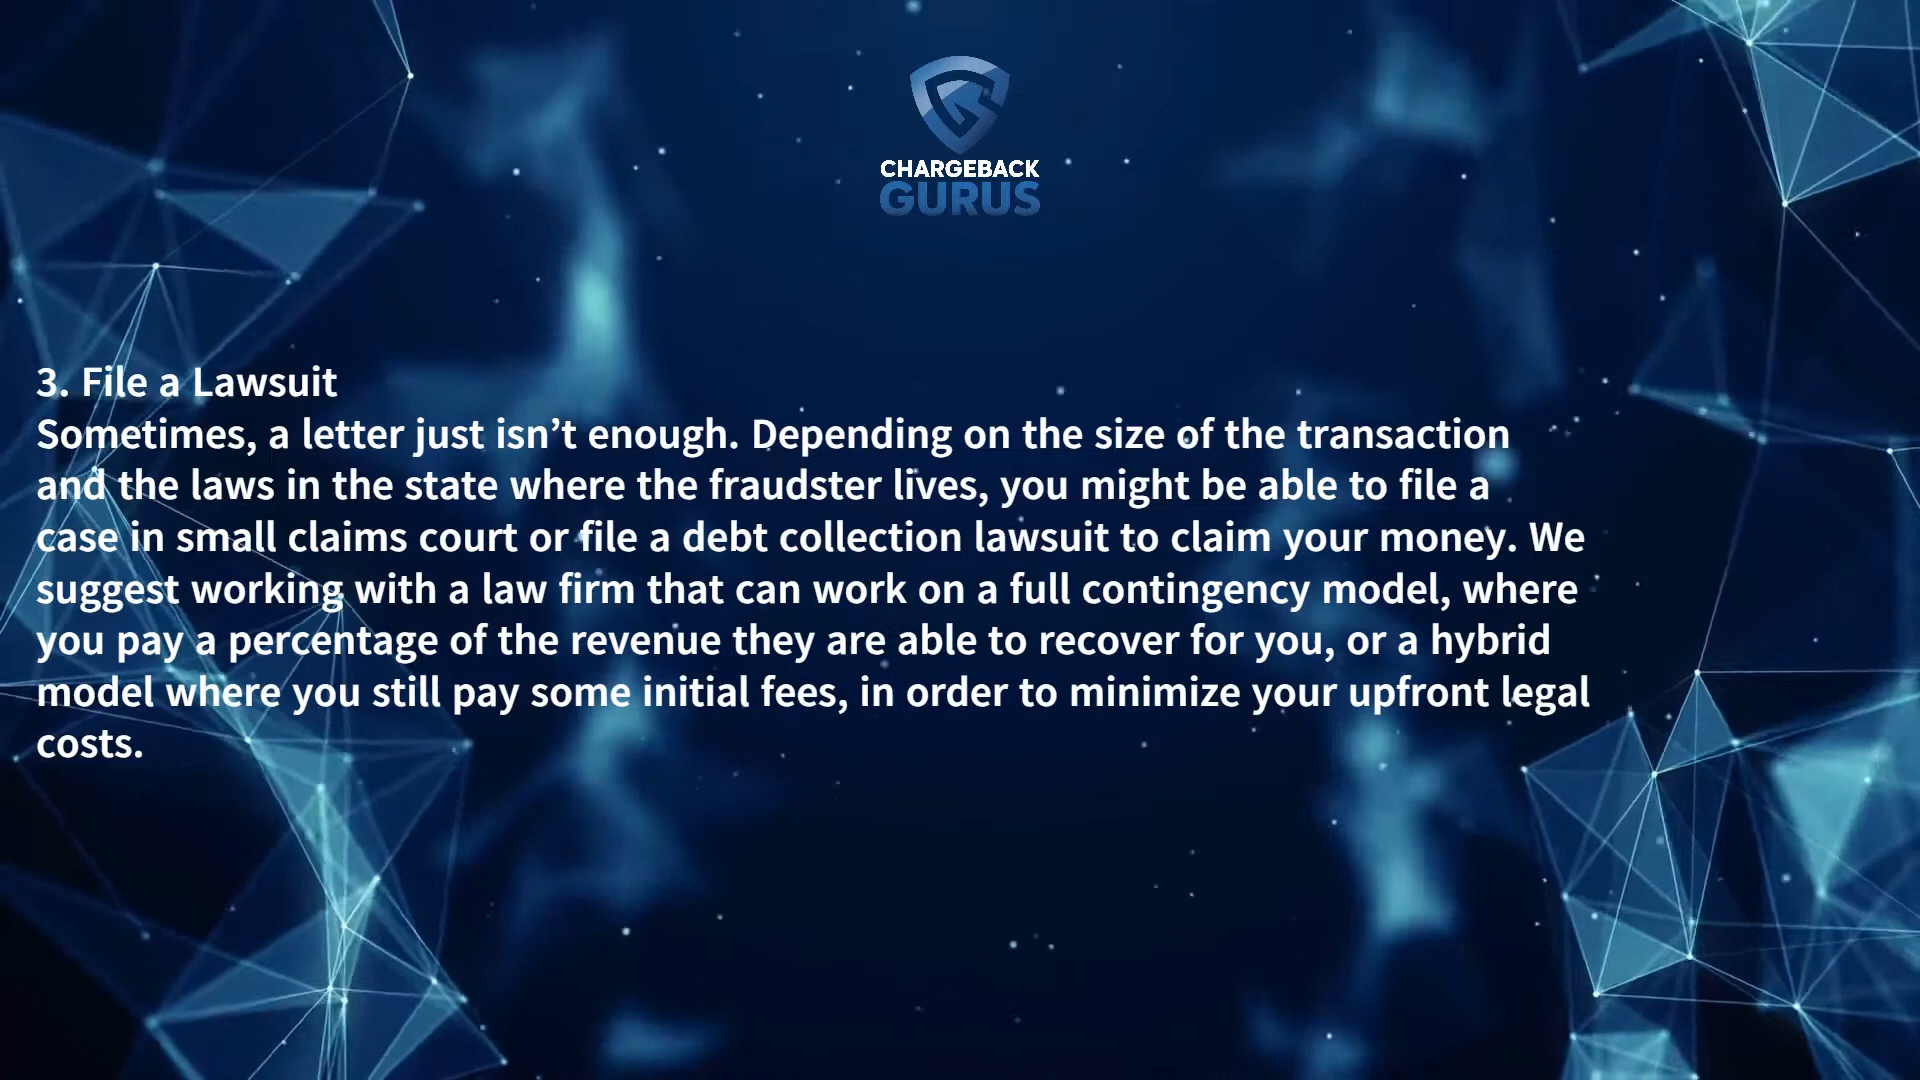 CHARGEBACK
GURUS
3. File a Lawsuit
Sometimes, a letter just isn’t enough. Depending on the size of the transaction
and the laws in the state where the fraudster lives, you might be able to file a
case in small claims court or file a debt collection lawsuit to claim your money. We
suggest working with a law firm that can work on a full contingency model, where
you pay a percentage of the revenue they are able to recover for you, or a hybrid
model where you still pay some initial fees, in order to minimize your upfront legal
costs.